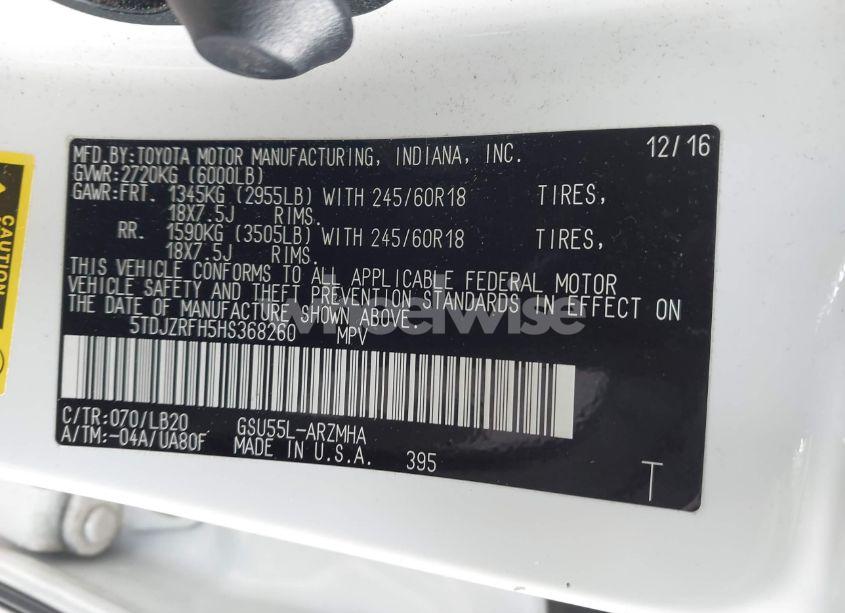 MFD.BY:TOYOTA MOTOR MANUFACTURING, INDIANA, INC. 12/16
GVWR:2720KG (6000LB)
GAWR:FRT. 1345KG (2955LB) WITH 245/60R18 TIRES,
18X7.5J RIMS.
RR. 1590KG (3505LB) WITH 245/60R18 TIRES,
18X7.5J RIMS.
THIS VEHICLE CONFORMS TO ALL APPLICABLE FEDERAL MOTOR
VEHICLE SAFETY AND THEFT PREVENTION STANDARDS IN EFFECT ON
THE DATE OF MANUFACTURE SHOWN ABOVE.
5TDJZRFH5HS368260 MPV
C/TR:070/LB20 GSU55L-ARZMHA
A/TM:-04A/UA80F MADE IN U.S.A. 395
T
CAUTION
wheelwise